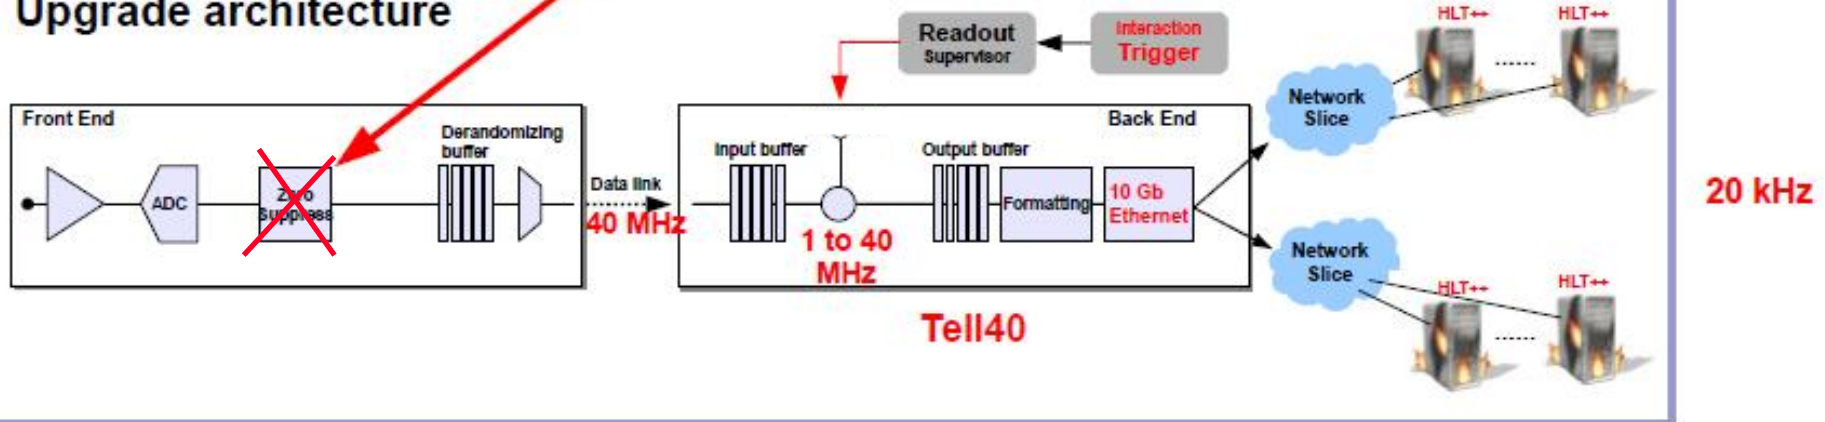 Upgrade architecture
HLT++
HLT++
Readout
Supervisor
Interaction
Trigger
Network
Slice
Front End
Back End
Derandomizing
buffer
Input buffer
Output buffer
ADC
Zero
Suppress
Data link
40 MHz
Formatting
10 Gb
Ethernet
20 kHz
1 to 40
MHz
Network
Slice
HLT++
HLT++
Tell40